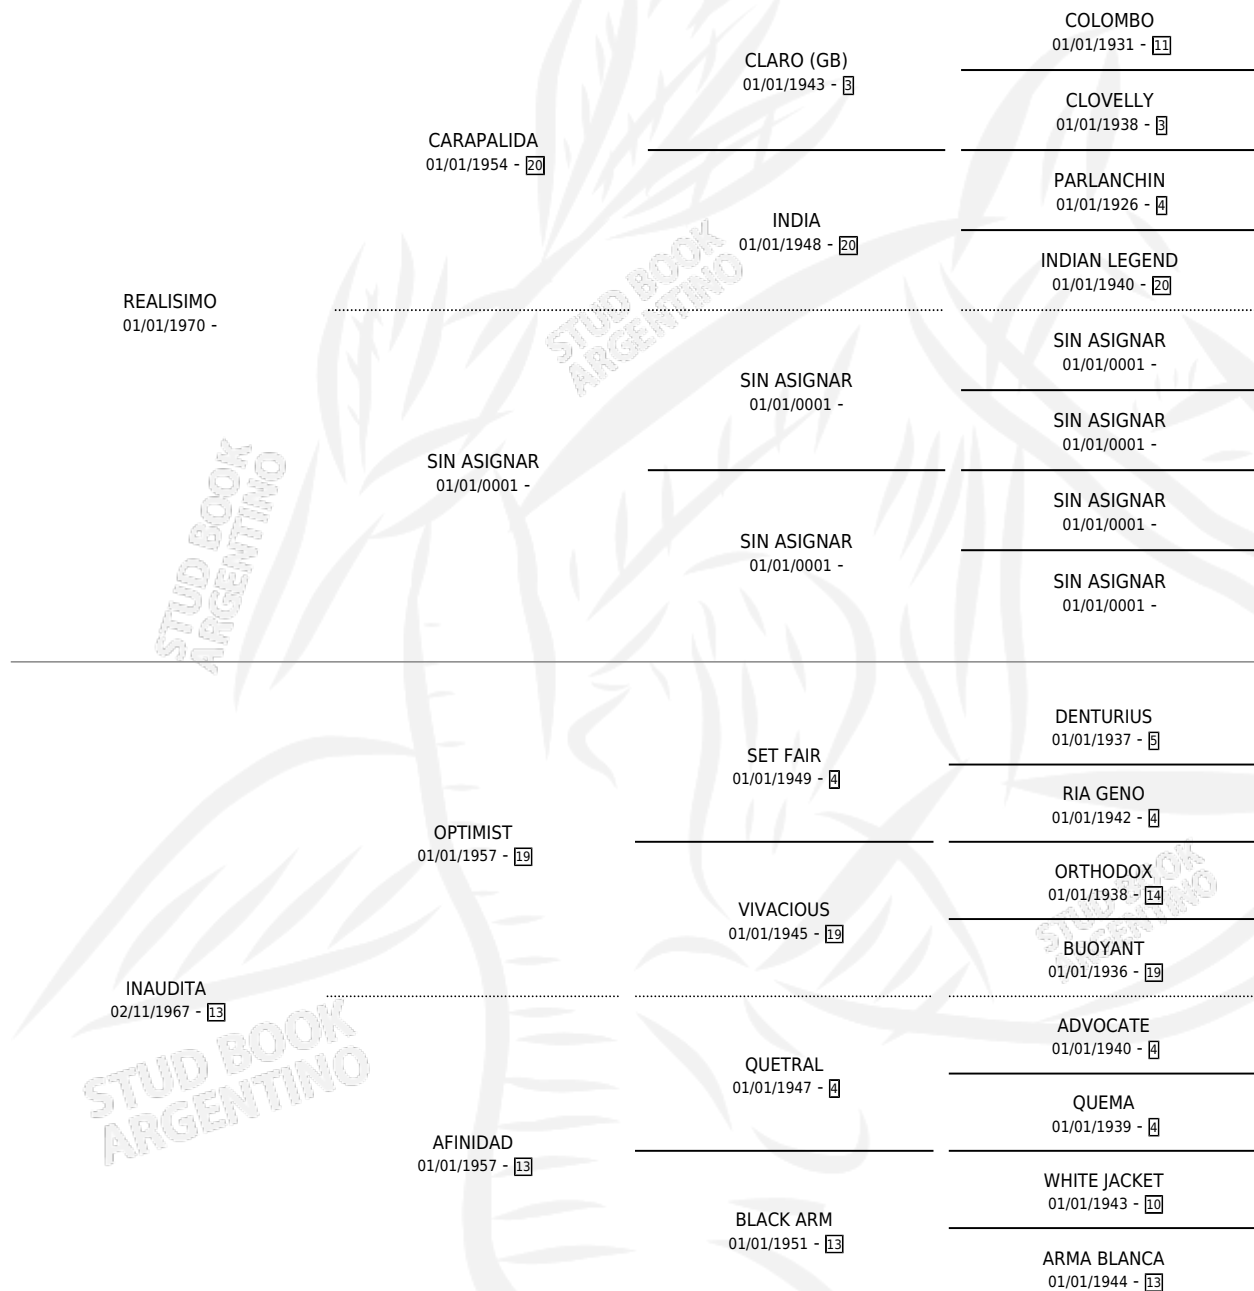 COLOMBO
01/01/1931 - 11
CLARO (GB)
01/01/1943 - 3
CLOVELLY
01/01/1938 - 3
CARAPALIDA
01/01/1954 - 20
PARLANCHIN
01/01/1926 - 4
INDIA
01/01/1948 - 20
INDIAN LEGEND
01/01/1940 - 20
REALISIMO
01/01/1970 -
SIN ASIGNAR
01/01/0001 -
SIN ASIGNAR
01/01/0001 -
SIN ASIGNAR
01/01/0001 -
SIN ASIGNAR
01/01/0001 -
SIN ASIGNAR
01/01/0001 -
SIN ASIGNAR
01/01/0001 -
SIN ASIGNAR
01/01/0001 -
DENTURIUS
01/01/1937 - 5
SET FAIR
01/01/1949 - 4
RIA GENO
01/01/1942 - 4
OPTIMIST
01/01/1957 - 19
ORTHODOX
01/01/1938 - 14
VIVACIOUS
01/01/1945 - 19
BUOYANT
01/01/1936 - 19
INAUDITA
02/11/1967 - 13
ADVOCATE
01/01/1940 - 4
QUETRAL
01/01/1947 - 4
QUEMA
01/01/1939 - 4
AFINIDAD
01/01/1957 - 13
WHITE JACKET
01/01/1943 - 10
BLACK ARM
01/01/1951 - 13
ARMA BLANCA
01/01/1944 - 13
STUD BOOK
ARGENTINO
STUD BOOK
ARGENTINO
STUD BOOK
ARGENTINO
STUD BOOK
ARGENTINO